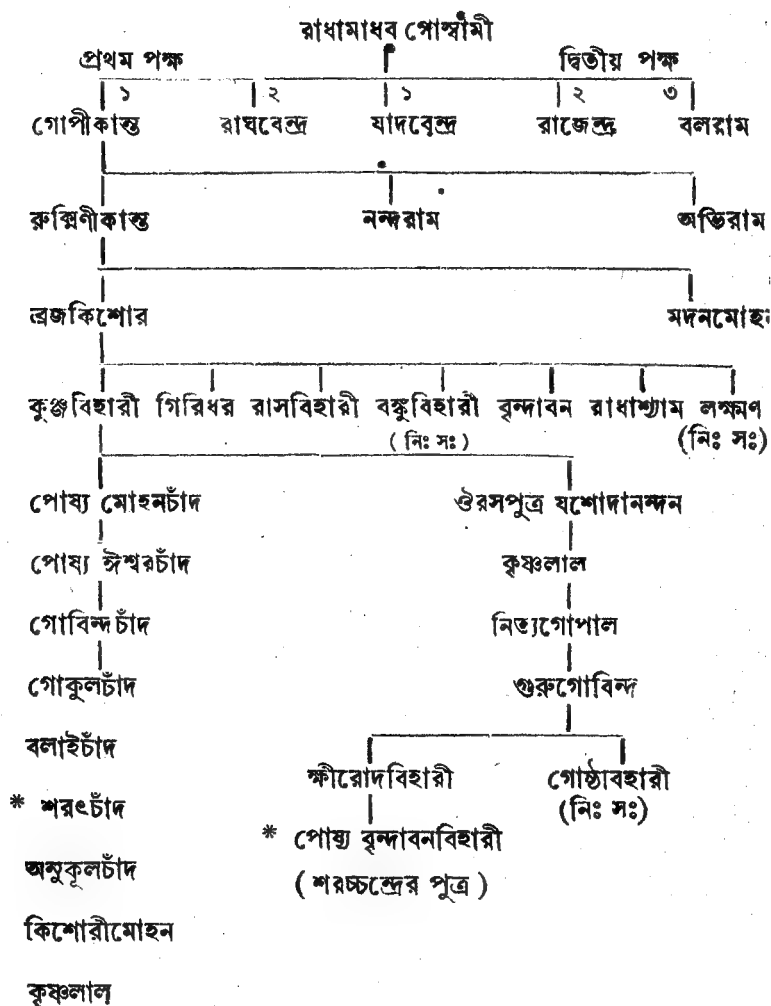 রাধামাধব গোস্বামী
প্রথম পক্ষ দ্বিতীয় পক্ষ
১ ২ ১ ২ ৩
গোপীকান্ত রাঘবেন্দ্র যাদবেন্দ্র রাজেন্দ্র বলরাম
রুক্মিণীকান্ত নন্দরাম অভিরাম
ব্রজকিশোর মদনমোহন
কুঞ্জবিহারী গিরিধর রাসবিহারী বঙ্কুবিহারী বৃন্দাবন রাধাশ্যাম লক্ষ্মণ
(নিঃ সঃ) (নিঃ সঃ)
পোষ্য মোহনচাঁদ ঔরসপুত্র যশোদানন্দন
পোষ্য ঈশ্বরচাঁদ কৃষ্ণলাল
গোবিন্দচাঁদ নিত্যগোপাল
গোকুলচাঁদ গুরুগোবিন্দ
বলাইচাঁদ
ক্ষীরোদবিহারী গোষ্ঠাবহারী
* শরৎচাঁদ (নিঃ সঃ)
* পোষ্য বৃন্দাবনবিহারী
অনুকূলচাঁদ
(শরচ্চন্দ্রের পুত্র)
কিশোরীমোহন
কৃষ্ণলাল